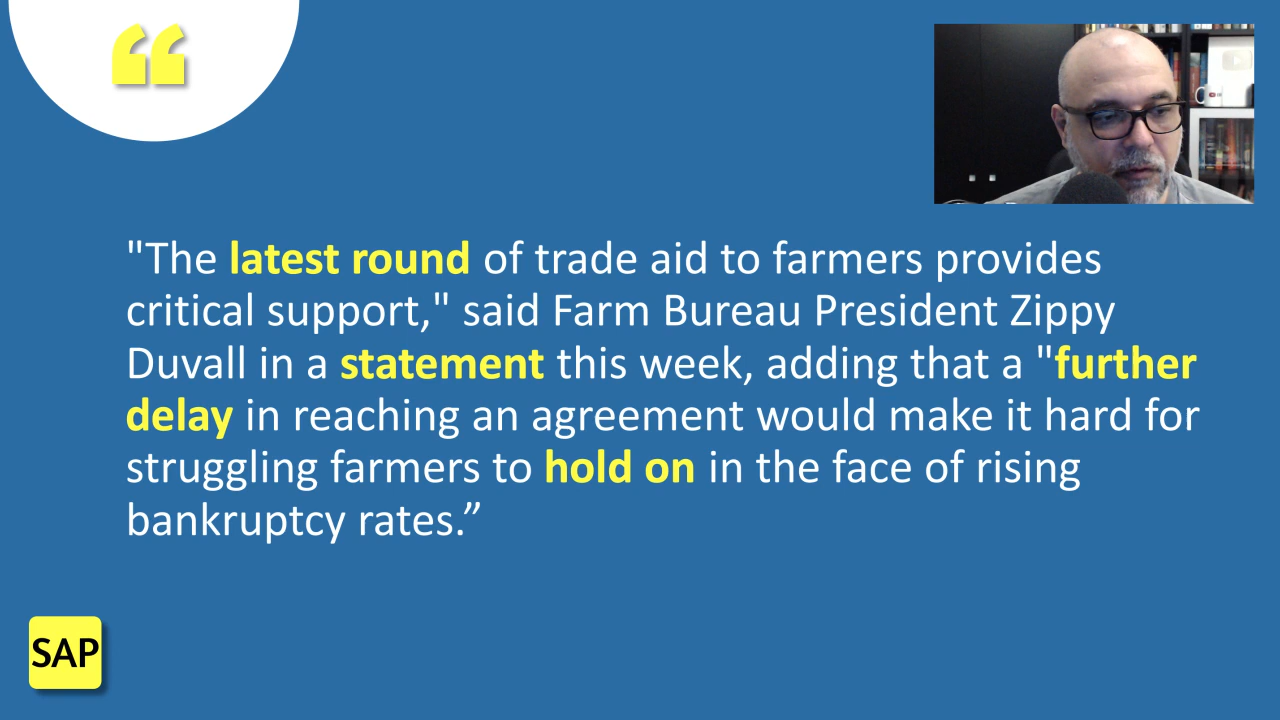 "The latest round of trade aid to farmers provides
critical support," said Farm Bureau President Zippy
Duvall in a statement this week, adding that a "further
delay in reaching an agreement would make it hard for
struggling farmers to hold on in the face of rising
bankruptcy rates.”
SAP